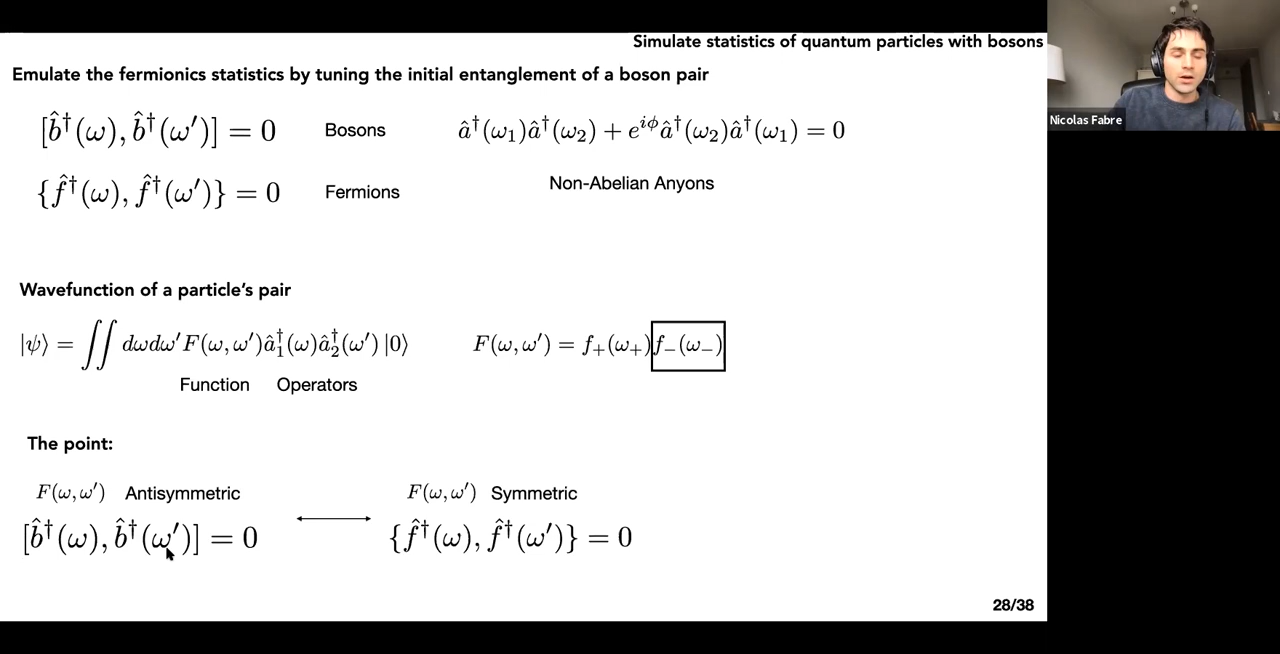 Simulate statistics of quantum particles with bosons
Nicolas Fabre
Emulate the fermionics statistics by tuning the initial entanglement of a boson pair
[b̂†(ω), b̂†(ω′)] = 0 Bosons â†(ω₁)â†(ω₂) + e^{iϕ}â†(ω₂)â†(ω₁) = 0
Non-Abelian Anyons
{f̂†(ω), f̂†(ω′)} = 0 Fermions
Wavefunction of a particle's pair
|ψ⟩ = ∬ dωdω′F(ω, ω′)â₁†(ω)â₂†(ω′) |0⟩ F(ω, ω′) = f₊(ω₊)f₋(ω₋)
Function Operators
The point:
F(ω, ω′) Antisymmetric F(ω, ω′) Symmetric
[b̂†(ω), b̂†(ω′)] = 0 ⟷ {f̂†(ω), f̂†(ω′)} = 0
28/38